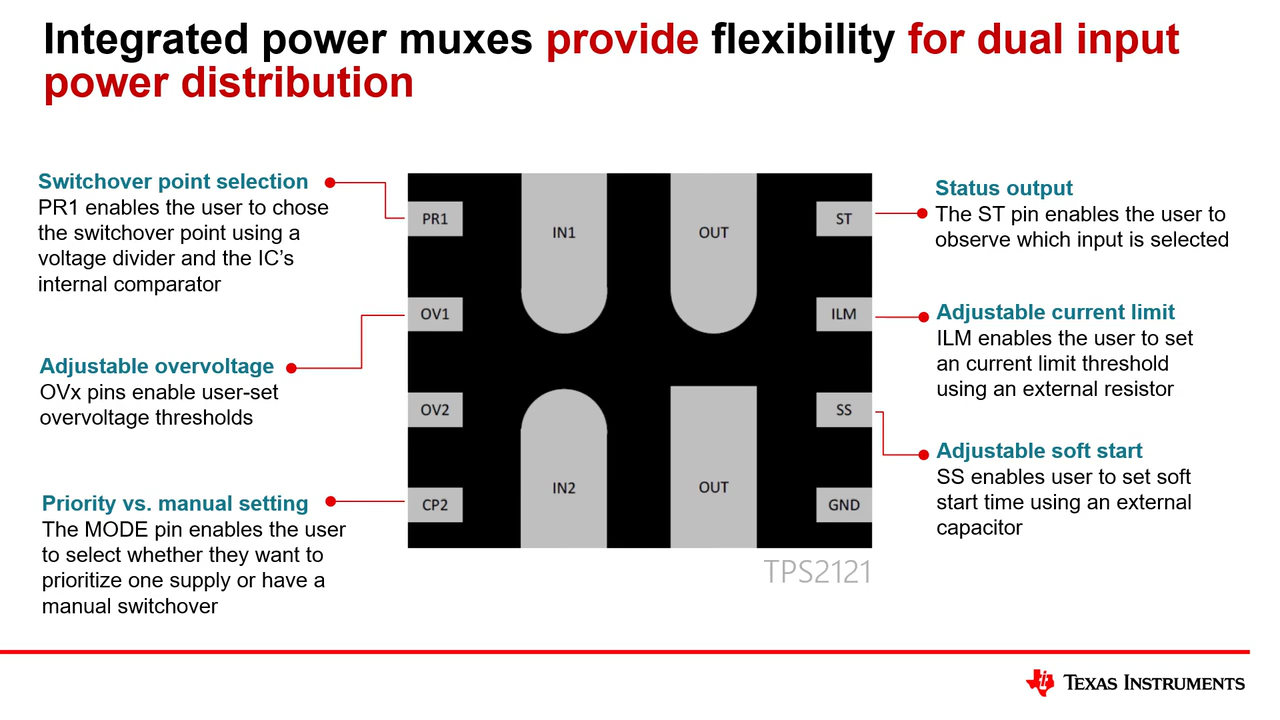 Integrated power muxes provide flexibility for dual input
power distribution
Switchover point selection
PR1 enables the user to chose
the switchover point using a
voltage divider and the IC's
internal comparator
Adjustable overvoltage
OVx pins enable user-set
overvoltage thresholds
Priority vs. manual setting
The MODE pin enables the user
to select whether they want to
prioritize one supply or have a
manual switchover
PR1
OV1
OV2
CP2
IN1
OUT
IN2
OUT
ST
ILM
SS
GND
TPS2121
Status output
The ST pin enables the user to
observe which input is selected
Adjustable current limit
ILM enables the user to set
an current limit threshold
using an external resistor
Adjustable soft start
SS enables user to set soft
start time using an external
capacitor
TEXAS INSTRUMENTS